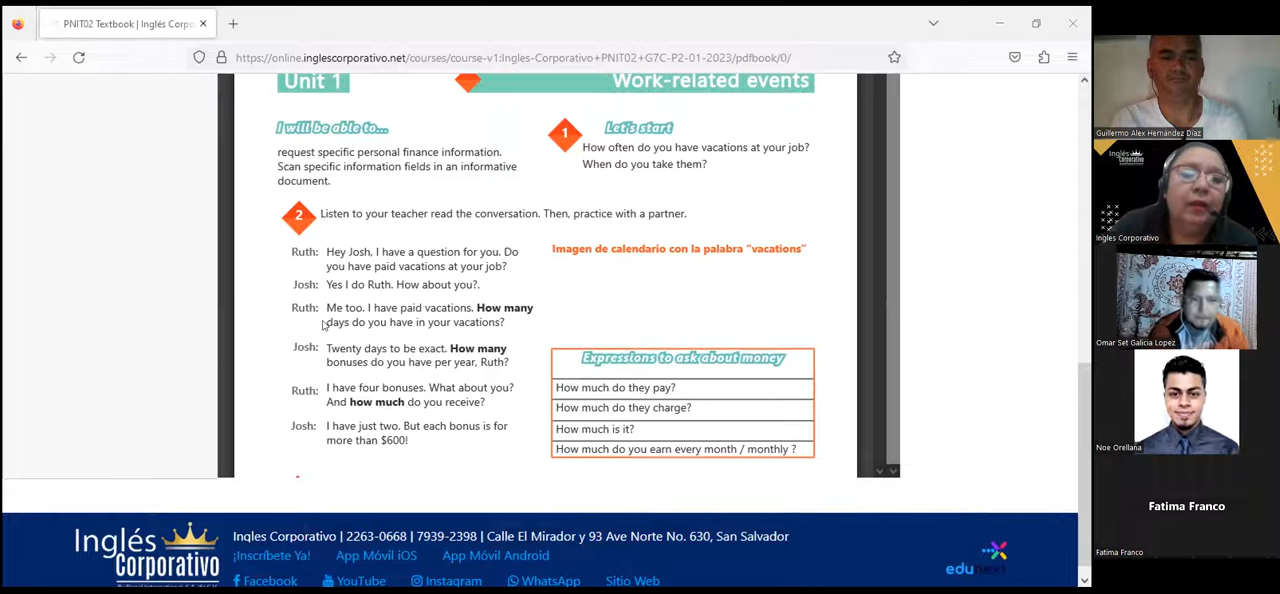 PNIT02 Textbook | Inglés Corpo
https://online.inglescorporativo.net/courses/course-v1:Ingles-Corporativo+PNIT02+G7C-P2-01-2023/pdfbook/0/
Unit 1
Work-related events
I will be able to...
request specific personal finance information.
Scan specific information fields in an informative
document.
1
Let's start
How often do you have vacations at your job?
When do you take them?
2
Listen to your teacher read the conversation. Then, practice with a partner.
Ruth: Hey Josh, I have a question for you. Do
you have paid vacations at your job?
Josh: Yes I do Ruth. How about you?.
Ruth: Me too. I have paid vacations. How many
days do you have in your vacations?
Josh: Twenty days to be exact. How many
bonuses do you have per year, Ruth?
Ruth: I have four bonuses. What about you?
And how much do you receive?
Josh: I have just two. But each bonus is for
more than $600!
Imagen de calendario con la palabra “vacations”
Expressions to ask about money
How much do they pay?
How much do they charge?
How much is it?
How much do you earn every month / monthly ?
Inglés
Corporativo
Ingles Corporativo | 2263-0668 | 7939-2398 | Calle El Mirador y 93 Ave Norte No. 630, San Salvador
¡Inscríbete Ya! App Móvil iOS App Móvil Android
Facebook YouTube Instagram WhatsApp Sitio Web
edunext
Guillermo Alex Hernández Díaz
Inglés
Corporativo
Ingles Corporativo
Omar Set Galicia Lopez
Noe Orellana
Fatima Franco
Fatima Franco